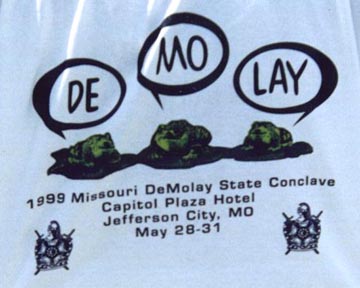 DE MO LAY
1999 Missouri DeMolay State Conclave
Capitol Plaza Hotel
Jefferson City, MO
May 28-31